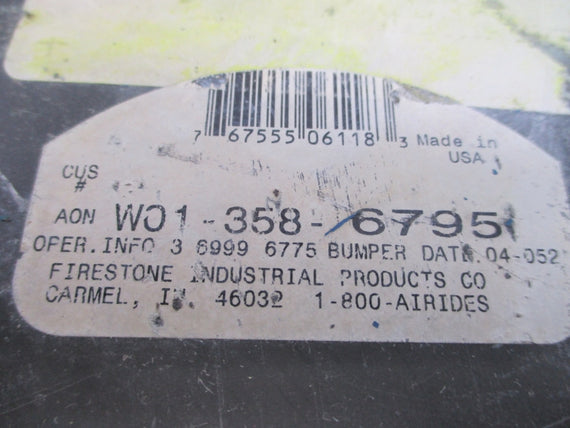 7 67555 06118 3 Made in
USA
CUS
#
AON W01-358-6795
OPER.INFO 3 6999 6775 BUMPER DATA 04-052
FIRESTONE INDUSTRIAL PRODUCTS CO
CARMEL, IN. 46032 1-800-AIRIDES